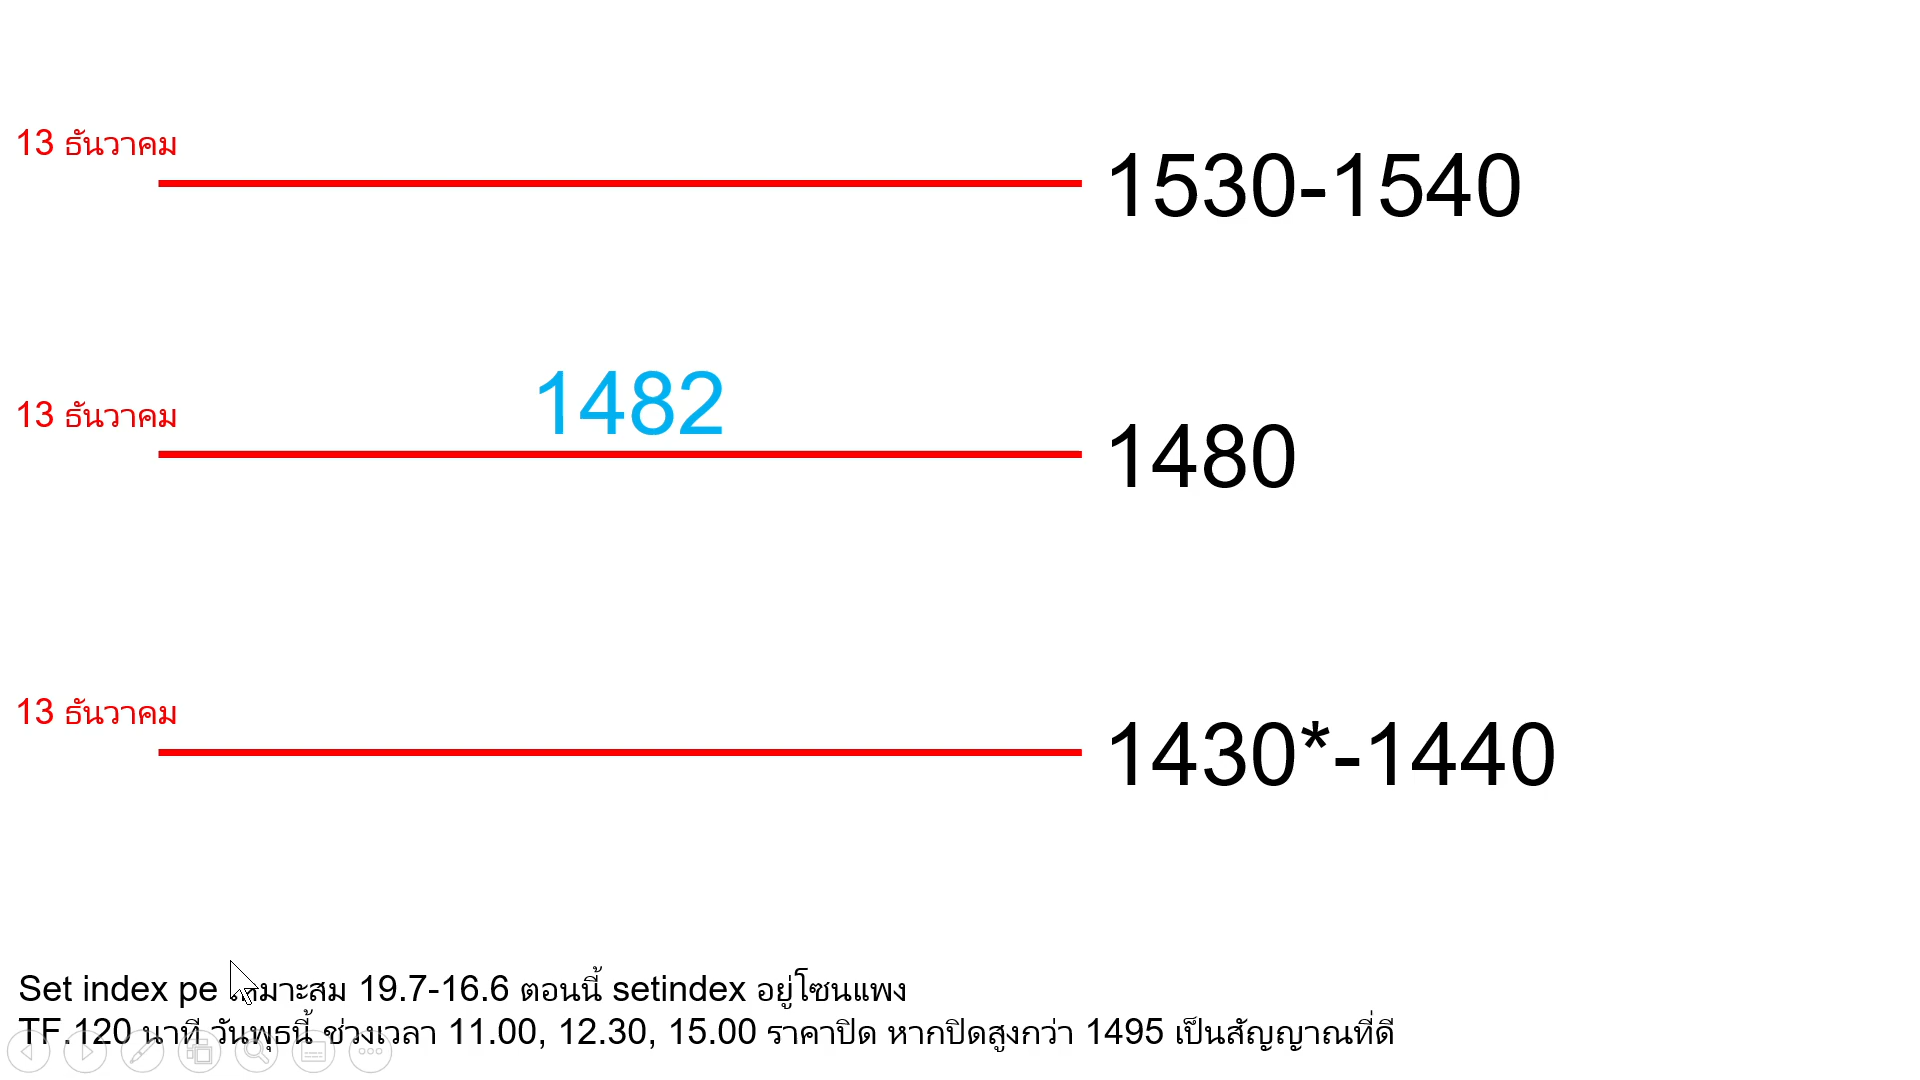 13 ธันวาคม
1530-1540
13 ธันวาคม
1482
1480
13 ธันวาคม
1430*-1440
Set index pe เหมาะสม 19.7-16.6 ตอนนี้ setindex อยู่โซนแพง
TF.120 นาที วันพุธนี้ ช่วงเวลา 11.00, 12.30, 15.00 ราคาปิด หากปิดสูงกว่า 1495 เป็นสัญญาณที่ดี